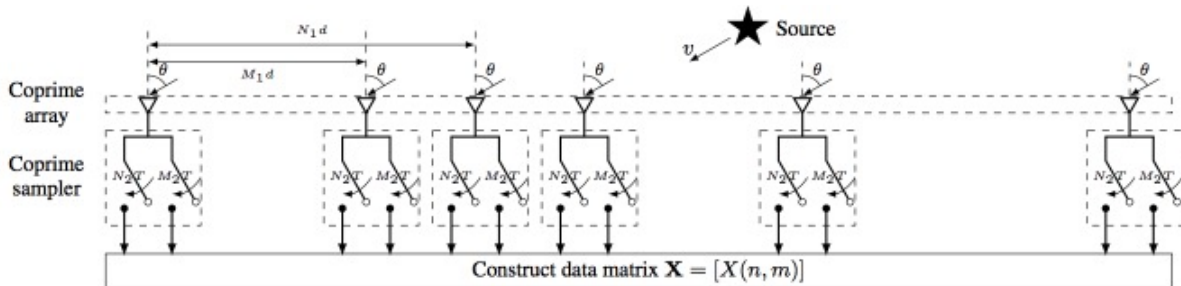 N₁d
Source
v
M₁d
θ θ θ θ θ θ
Coprime
array
Coprime
sampler
N₂T M₂T N₂T M₂T N₂T M₂T N₂T M₂T N₂T M₂T N₂T M₂T
Construct data matrix X = [X(n, m)]